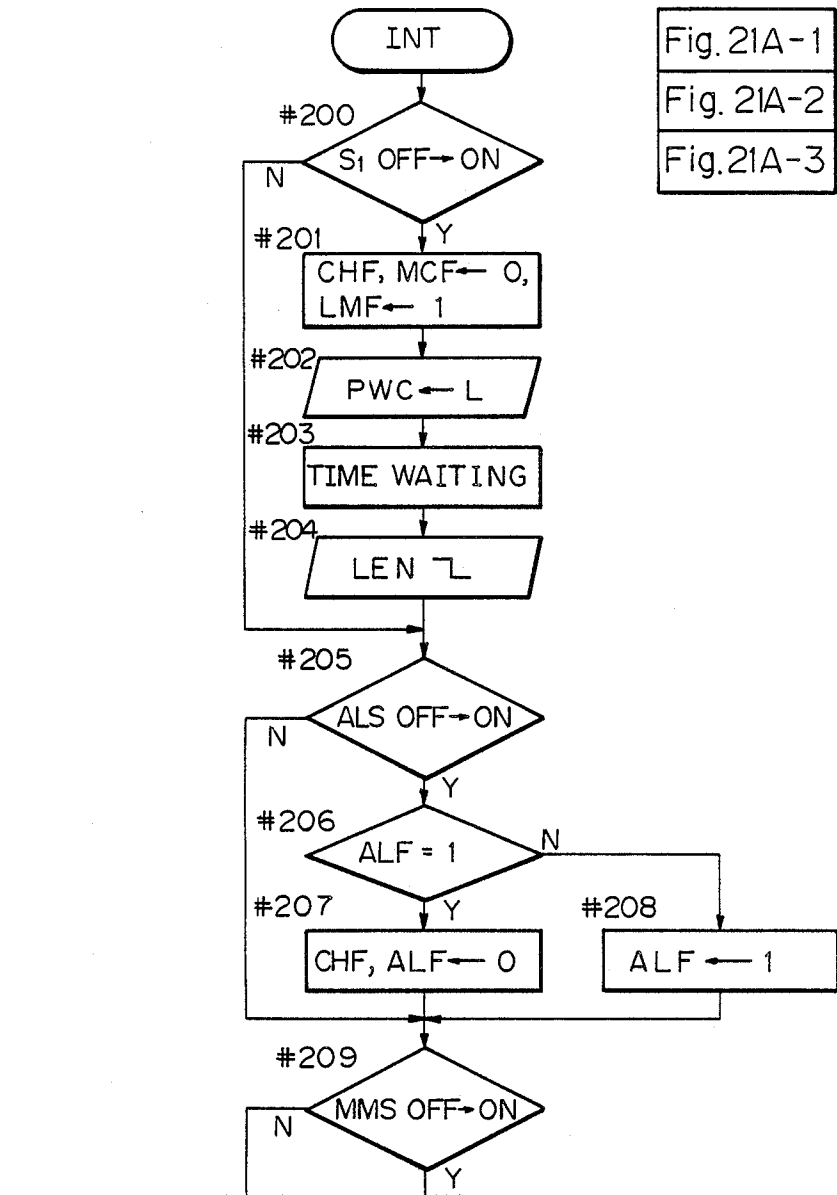 INT
Fig. 21A-1
Fig. 21A-2
Fig. 21A-3
#200
S1 OFF→ON
N
Y
#201
CHF, MCF← 0,
LMF← 1
#202
PWC← L
#203
TIME WAITING
#204
LEN
#205
ALS OFF→ON
N
Y
#206
ALF = 1
N
Y
#207
CHF, ALF← 0
#208
ALF ← 1
#209
MMS OFF→ON
N
Y